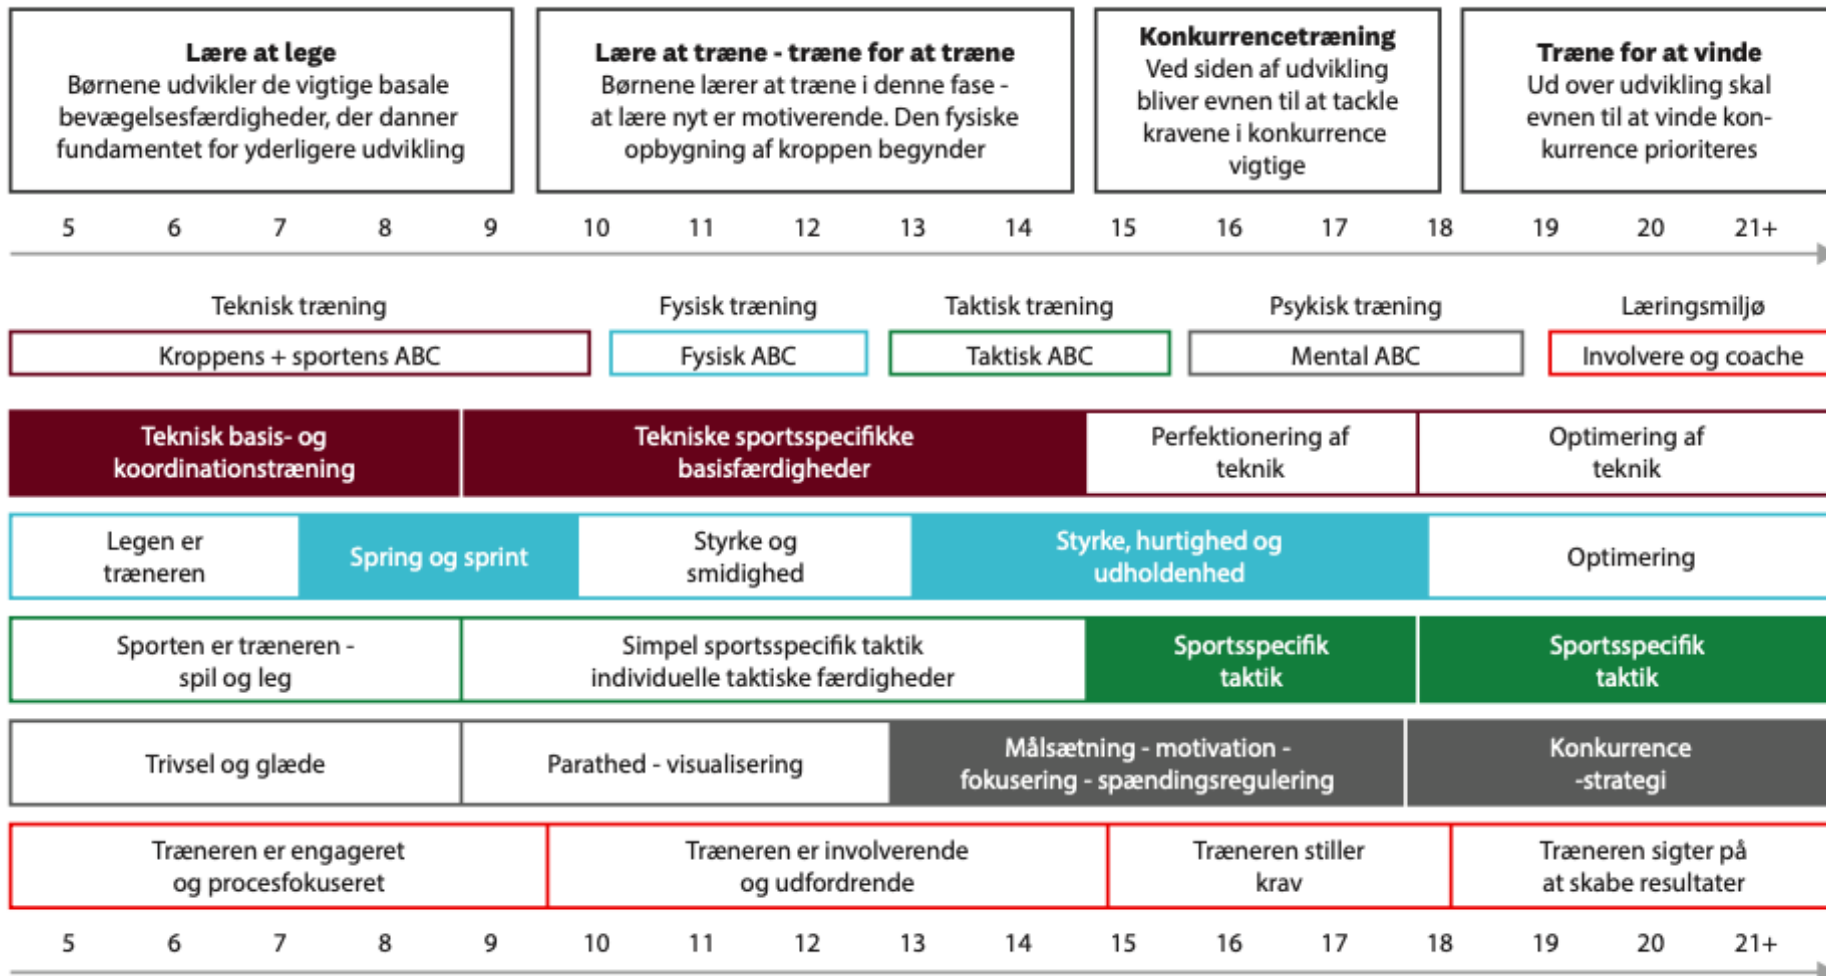 Lære at lege
Børnene udvikler de vigtige basale
bevægelsesfærdigheder, der danner
fundamentet for yderligere udvikling
Lære at træne - træne for at træne
Børnene lærer at træne i denne fase -
at lære nyt er motiverende. Den fysiske
opbygning af kroppen begynder
Konkurrencetræning
Ved siden af udvikling
bliver evnen til at tackle
kravene i konkurrence
vigtige
Træne for at vinde
Ud over udvikling skal
evnen til at vinde kon-
kurrence prioriteres
5 6 7 8 9 10 11 12 13 14 15 16 17 18 19 20 21+
Teknisk træning
Kroppens + sportens ABC
Fysisk træning
Fysisk ABC
Taktisk træning
Taktisk ABC
Psykisk træning
Mental ABC
Læringsmiljø
Involvere og coache
Teknisk basis- og
koordinationstræning
Tekniske sportsspecifikke
basisfærdigheder
Perfektionering af
teknik
Optimering af
teknik
Legen er
træneren
Spring og sprint
Styrke og
smidighed
Styrke, hurtighed og
udholdenhed
Optimering
Sporten er træneren -
spil og leg
Simpel sportsspecifik taktik
individuelle taktiske færdigheder
Sportsspecifik
taktik
Sportsspecifik
taktik
Trivsel og glæde
Parathed - visualisering
Målsætning - motivation -
fokusering - spændingsregulering
Konkurrence
-strategi
Træneren er engageret
og procesfokuseret
Træneren er involverende
og udfordrende
Træneren stiller
krav
Træneren sigter på
at skabe resultater
5 6 7 8 9 10 11 12 13 14 15 16 17 18 19 20 21+